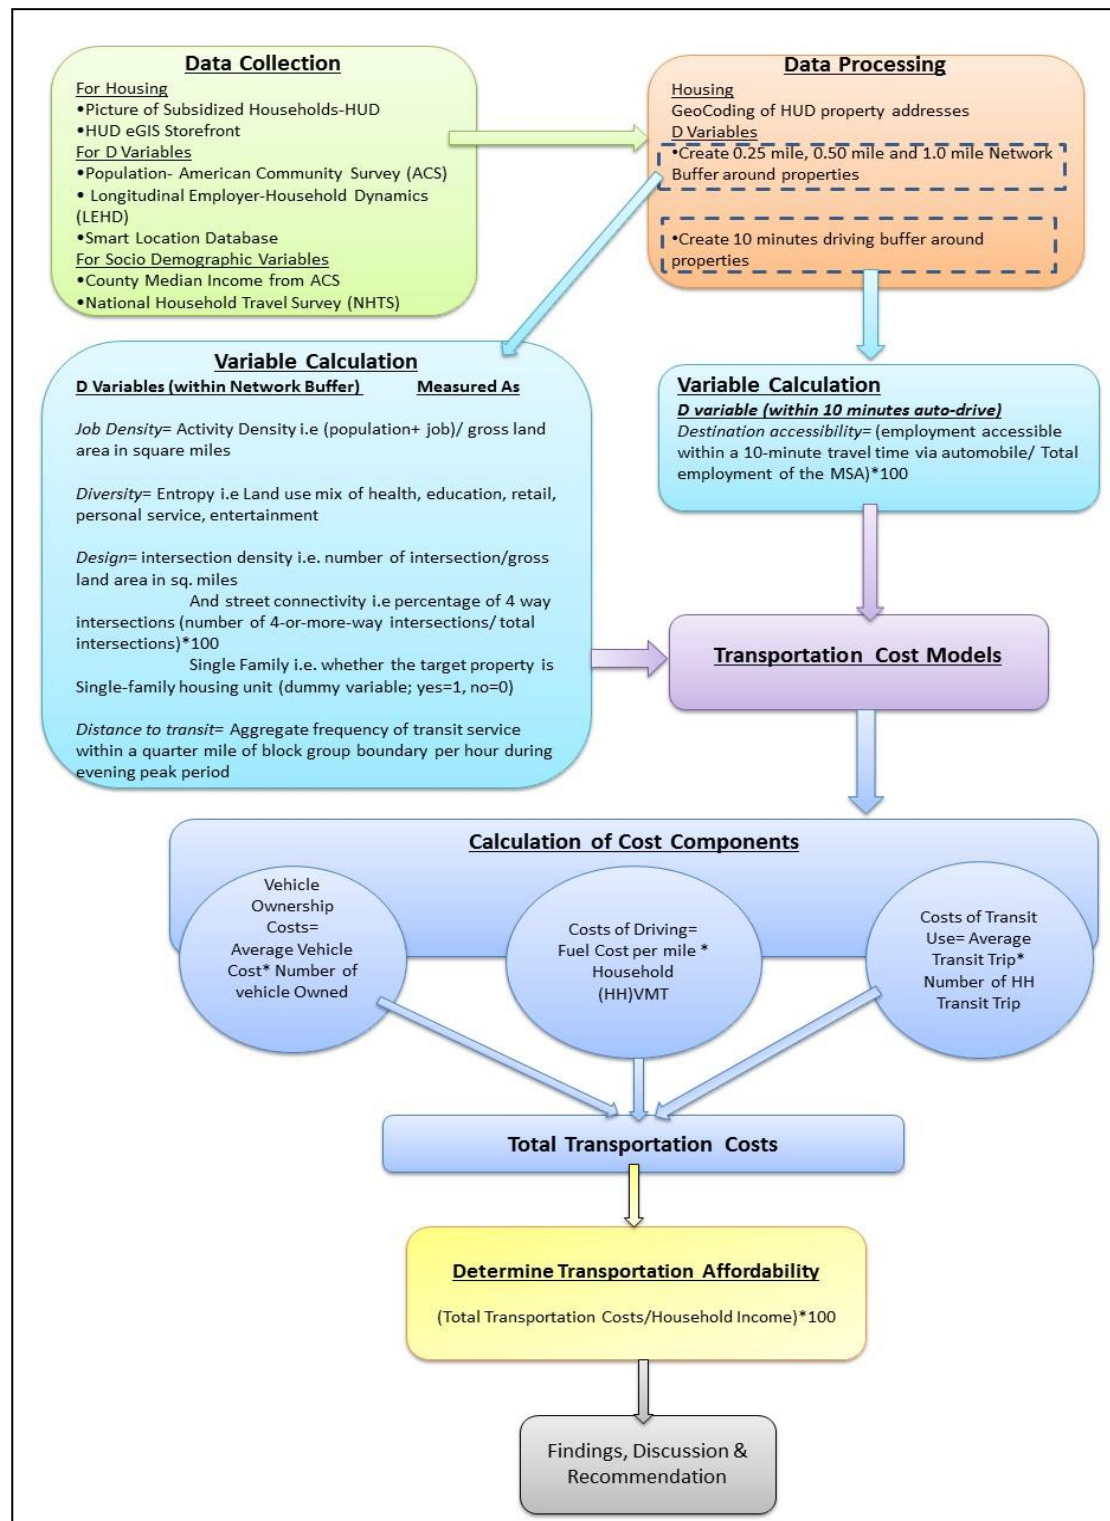 Data Collection
For Housing
•Picture of Subsidized Households-HUD
•HUD eGIS Storefront
For D Variables
•Population- American Community Survey (ACS)
• Longitudinal Employer-Household Dynamics
(LEHD)
•Smart Location Database
For Socio Demographic Variables
•County Median Income from ACS
•National Household Travel Survey (NHTS)
Data Processing
Housing
GeoCoding of HUD property addresses
D Variables
•Create 0.25 mile, 0.50 mile and 1.0 mile Network
Buffer around properties
•Create 10 minutes driving buffer around
properties
Variable Calculation
D Variables (within Network Buffer) Measured As
Job Density= Activity Density i.e (population+ job)/ gross land
area in square miles
Diversity= Entropy i.e Land use mix of health, education, retail,
personal service, entertainment
Design= intersection density i.e. number of intersection/gross
land area in sq. miles
And street connectivity i.e percentage of 4 way
intersections (number of 4-or-more-way intersections/ total
intersections)*100
Single Family i.e. whether the target property is
Single-family housing unit (dummy variable; yes=1, no=0)
Distance to transit= Aggregate frequency of transit service
within a quarter mile of block group boundary per hour during
evening peak period
Variable Calculation
D variable (within 10 minutes auto-drive)
Destination accessibility= (employment accessible
within a 10-minute travel time via automobile/ Total
employment of the MSA)*100
Transportation Cost Models
Calculation of Cost Components
Vehicle
Ownership
Costs=
Average Vehicle
Cost* Number of
vehicle Owned
Costs of Driving=
Fuel Cost per mile *
Household
(HH)VMT
Costs of Transit
Use= Average
Transit Trip*
Number of HH
Transit Trip
Total Transportation Costs
Determine Transportation Affordability
(Total Transportation Costs/Household Income)*100
Findings, Discussion &
Recommendation